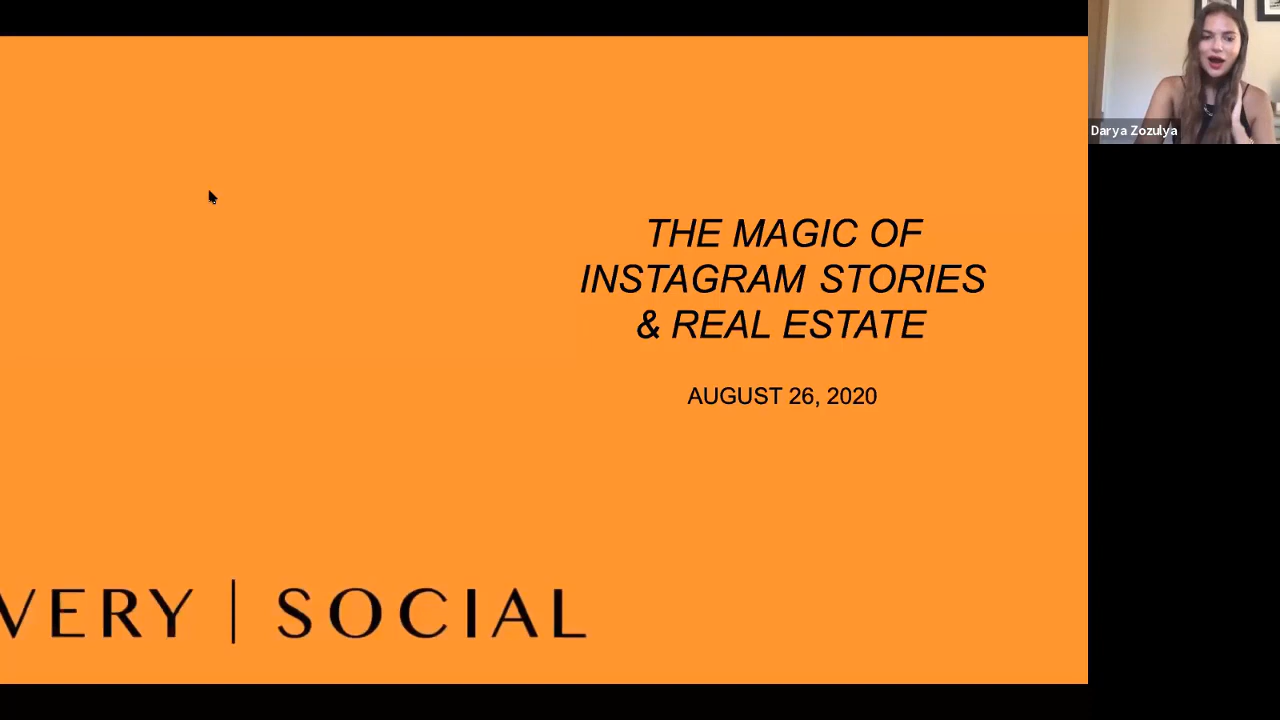 THE MAGIC OF
INSTAGRAM STORIES
& REAL ESTATE
AUGUST 26, 2020
VERY | SOCIAL
Darya Zozulya